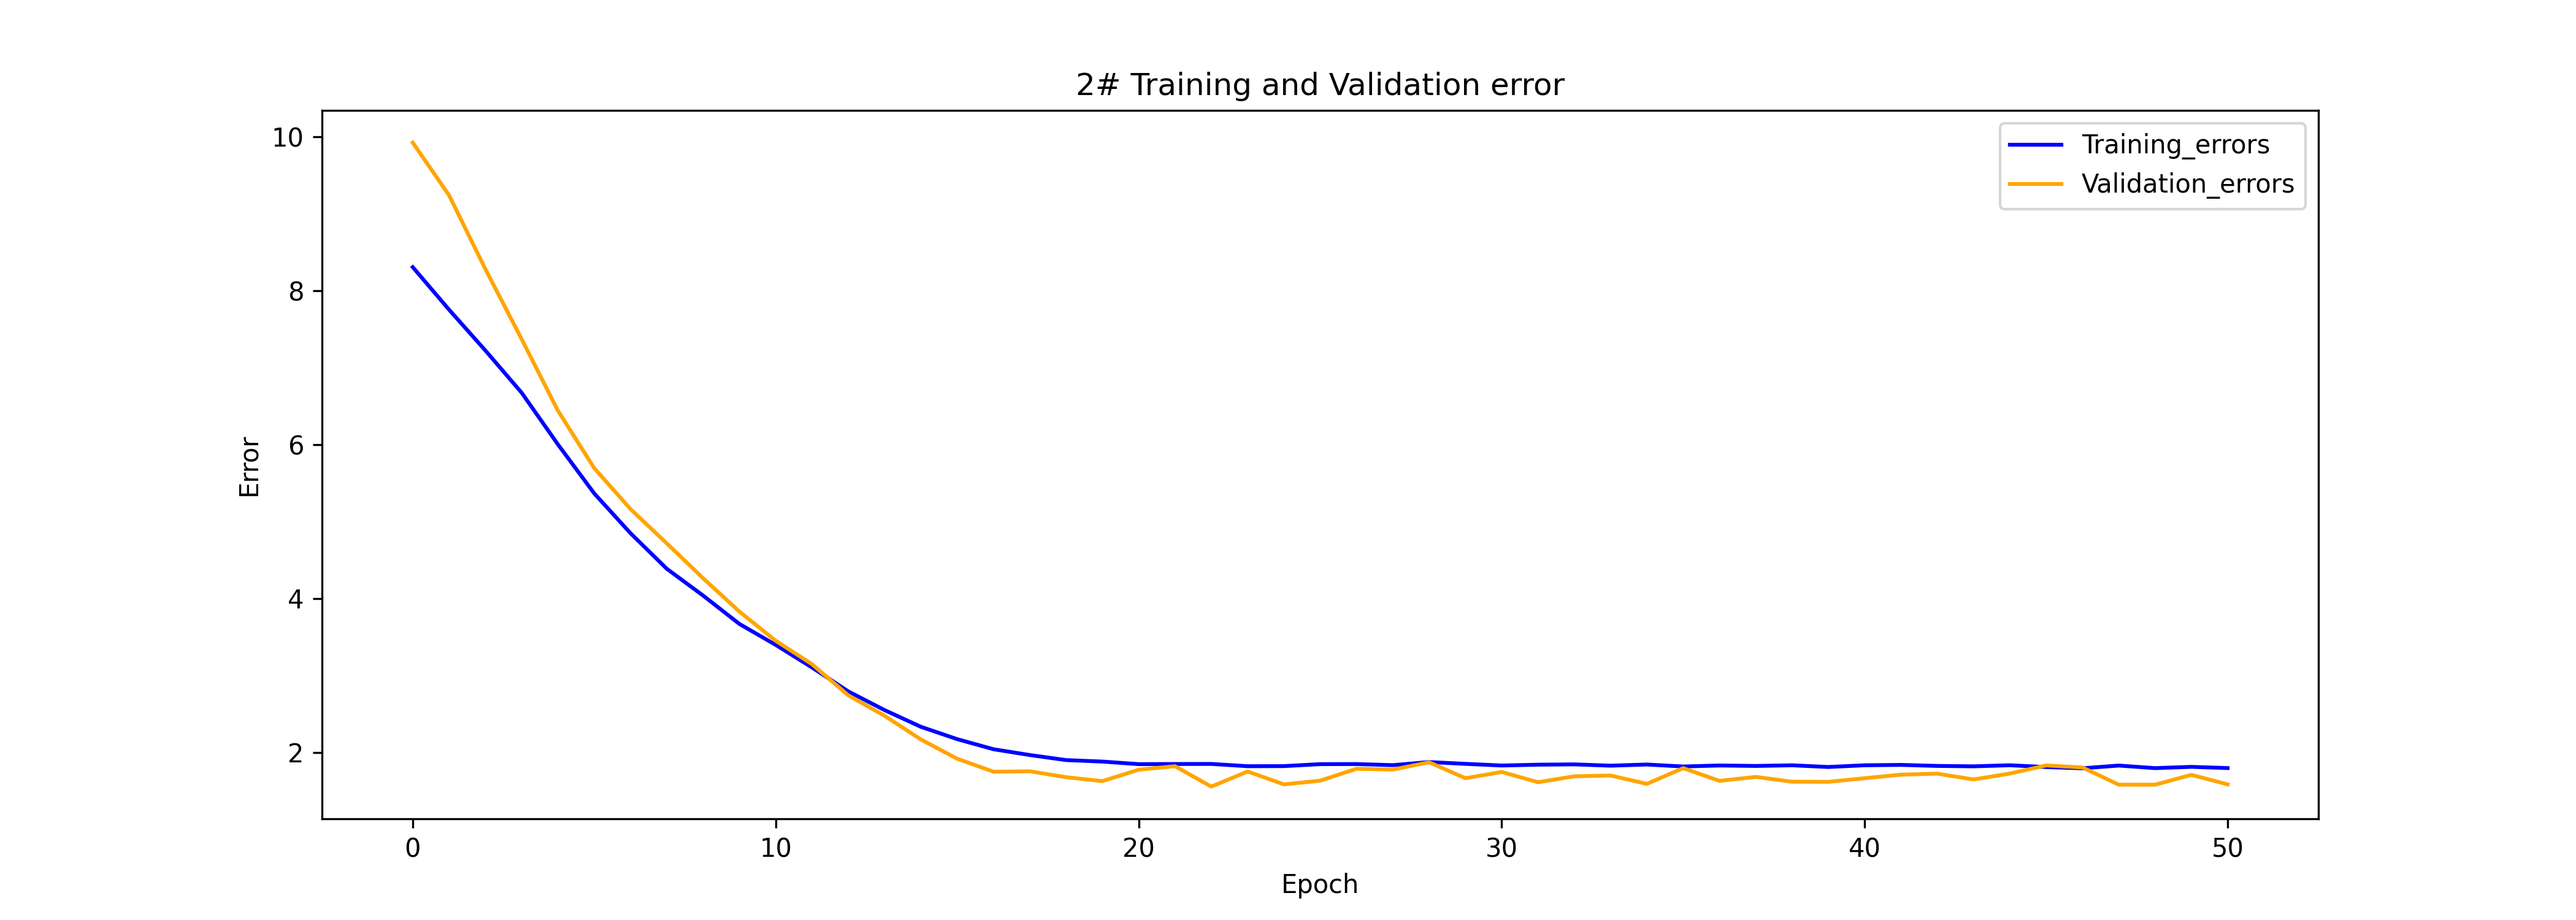 2# Training and Validation error
Training_errors
Validation_errors
10
8
6
4
2
Error
0 10 20 30 40 50
Epoch